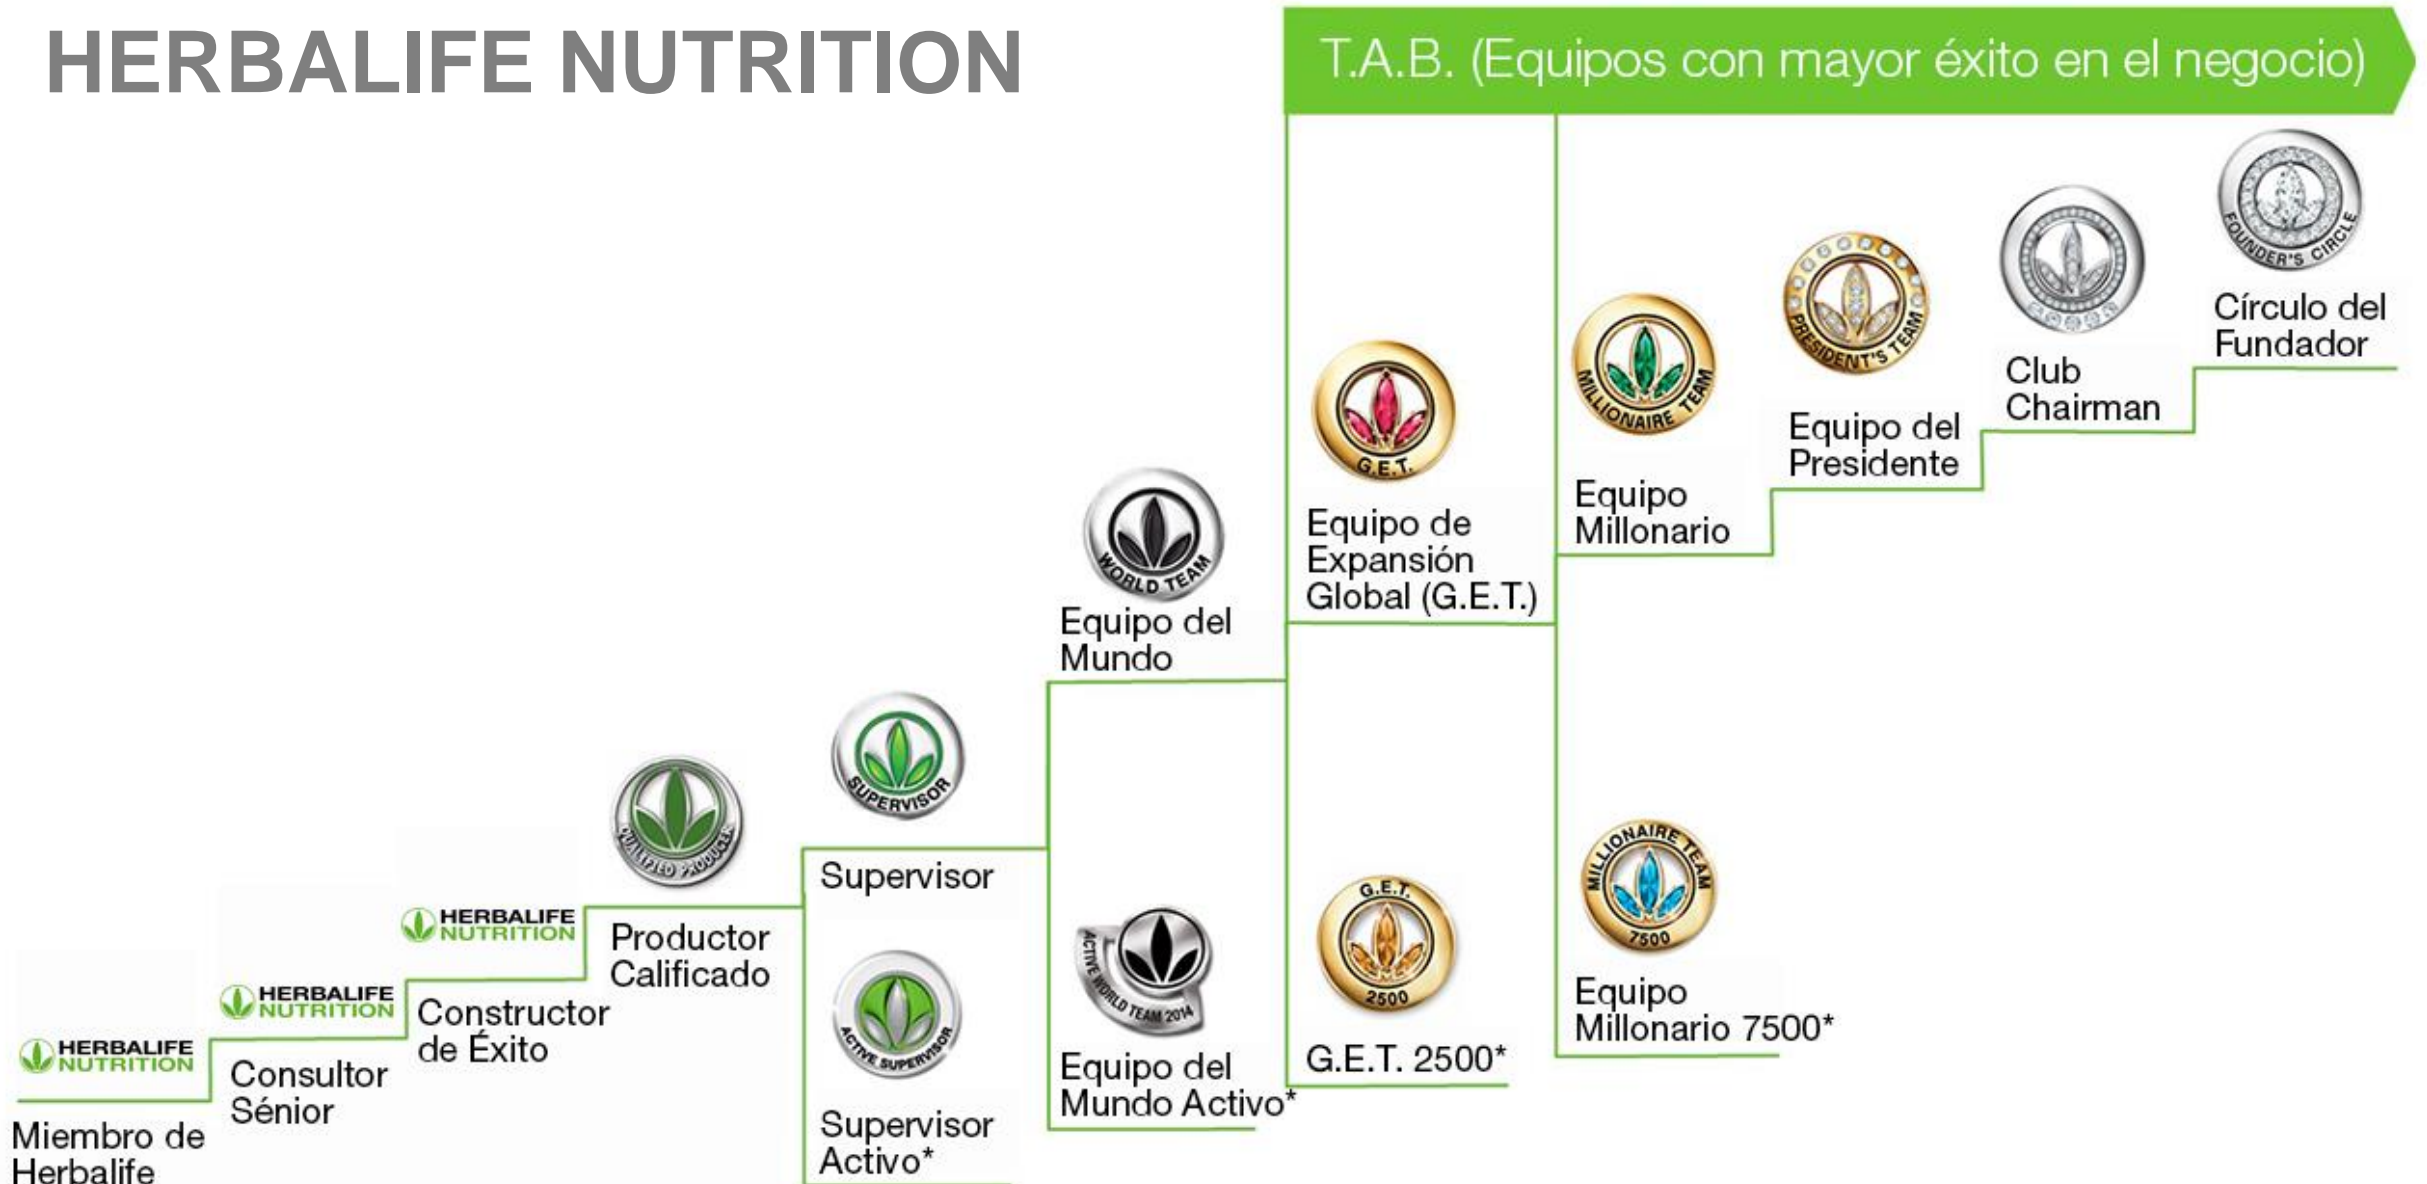 HERBALIFE NUTRITION
T.A.B. (Equipos con mayor éxito en el negocio)
FOUNDER'S CIRCLE
Círculo del
Fundador
Club
Chairman
PRESIDENT'S TEAM
Equipo del
Presidente
MILLIONAIRE TEAM
Equipo
Millonario
G.E.T.
Equipo de
Expansión
Global (G.E.T.)
WORLD TEAM
Equipo del
Mundo
SUPERVISOR
Supervisor
QUALIFIED PRODUCER
Productor
Calificado
HERBALIFE
NUTRITION
Constructor
de Éxito
HERBALIFE
NUTRITION
Consultor
Sénior
HERBALIFE
NUTRITION
Miembro de
Herbalife
ACTIVE SUPERVISOR
Supervisor
Activo*
ACTIVE WORLD TEAM 2014
Equipo del
Mundo Activo*
G.E.T.
2500
G.E.T. 2500*
MILLIONAIRE TEAM
7500
Equipo
Millonario 7500*